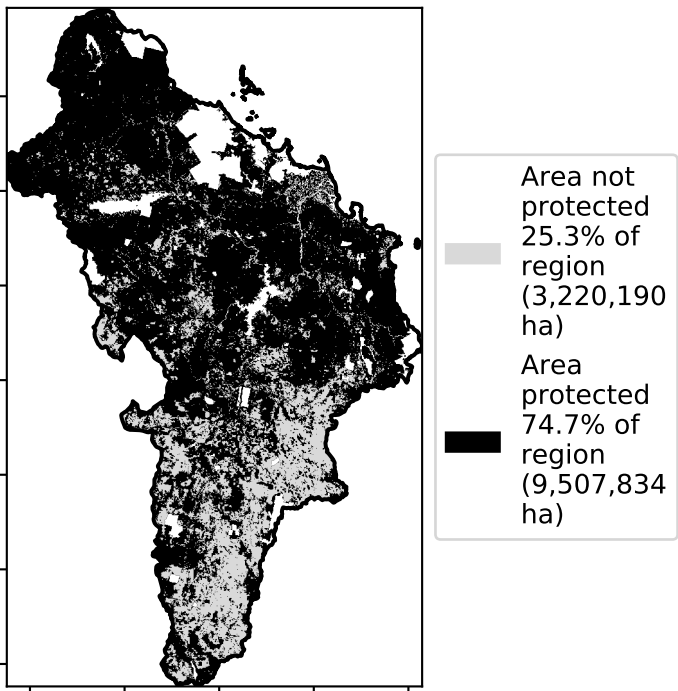 Area not
protected
25.3% of
region
(3,220,190
ha)
Area
protected
74.7% of
region
(9,507,834
ha)